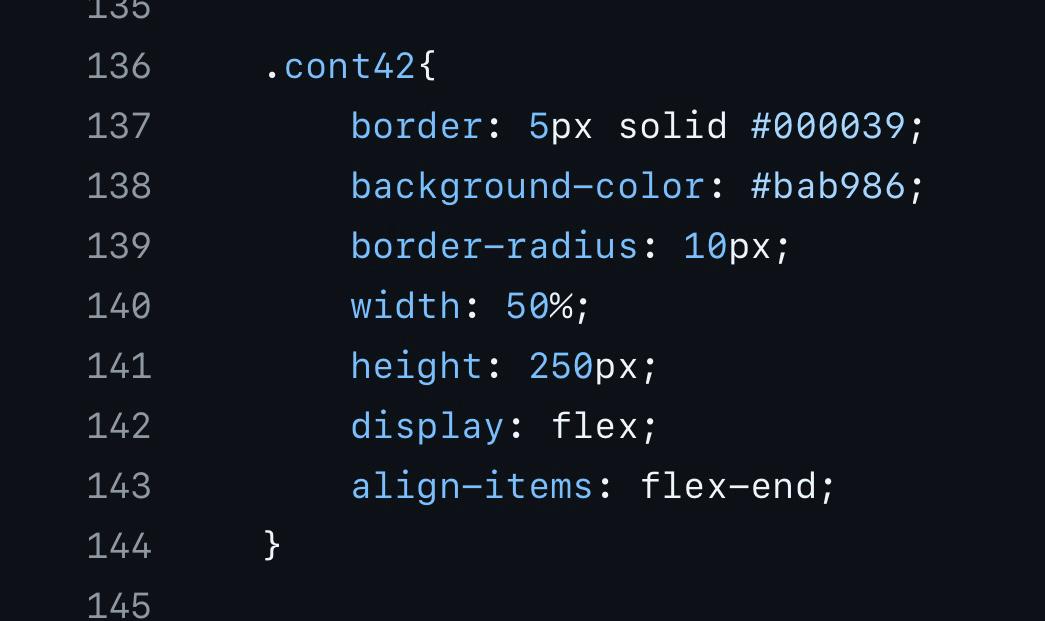 135
136 .cont42{
137 border: 5px solid #000039;
138 background-color: #bab986;
139 border-radius: 10px;
140 width: 50%;
141 height: 250px;
142 display: flex;
143 align-items: flex-end;
144 }
145